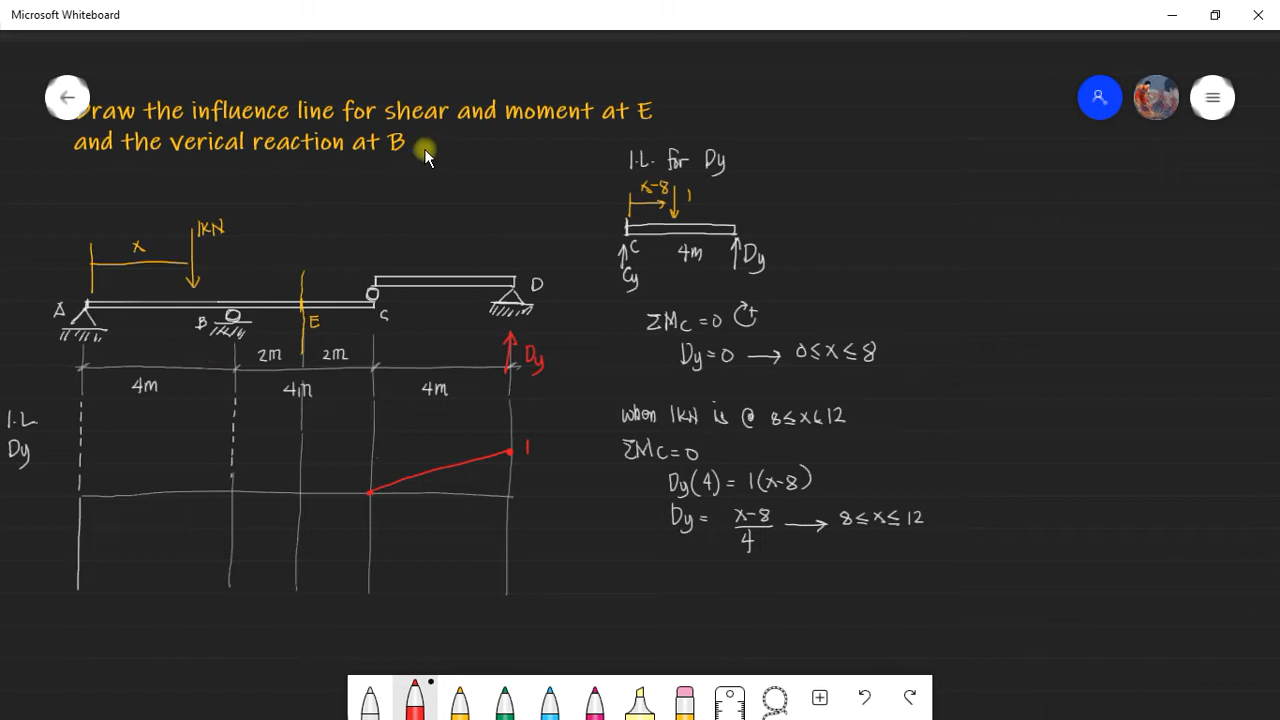 Microsoft Whiteboard
Draw the influence line for shear and moment at E
and the verical reaction at B
I.L. for Dy
x-8
1
C
4m
Dy
Cy
1KN
x
A
B
E
C
D
2m
2m
Dy
4m
4m
4m
I.L
Dy
1
ΣMc=0
Dy=0 → 0≤x≤8
when 1KN is @ 8≤x≤12
ΣMc=0
Dy(4) = 1(x-8)
Dy = x-8/4 → 8≤x≤12